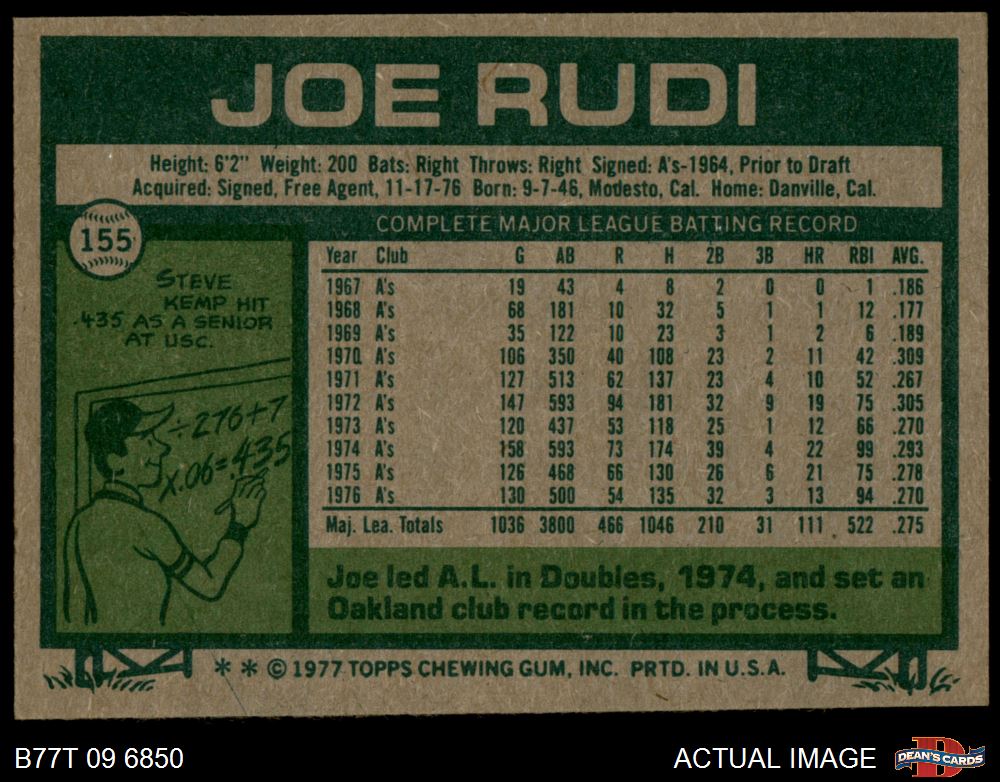 JOE RUDI
Height: 6'2" Weight: 200 Bats: Right Throws: Right Signed: A's-1964, Prior to Draft
Acquired: Signed, Free Agent, 11-17-76 Born: 9-7-46, Modesto, Cal. Home: Danville, Cal.
155
STEVE
KEMP HIT
.435 AS A SENIOR
AT USC.
÷276+7
x.06=.435
COMPLETE MAJOR LEAGUE BATTING RECORD
Year Club G AB R H 2B 3B HR RBI AVG.
1967 A's 19 43 4 8 2 0 0 1 .186
1968 A's 68 181 10 32 5 1 1 12 .177
1969 A's 35 122 10 23 3 1 2 6 .189
1970 A's 106 350 40 108 23 2 11 42 .309
1971 A's 127 513 62 137 23 4 10 52 .267
1972 A's 147 593 94 181 32 9 19 75 .305
1973 A's 120 437 53 118 25 1 12 66 .270
1974 A's 158 593 73 174 39 4 22 99 .293
1975 A's 126 468 66 130 26 6 21 75 .278
1976 A's 130 500 54 135 32 3 13 94 .270
Maj. Lea. Totals 1036 3800 466 1046 210 31 111 522 .275
Joe led A.L. in Doubles, 1974, and set an
Oakland club record in the process.
* * © 1977 TOPPS CHEWING GUM, INC. PRTD. IN U.S.A.
B77T 09 6850
ACTUAL IMAGE
D
DEAN'S CARDS